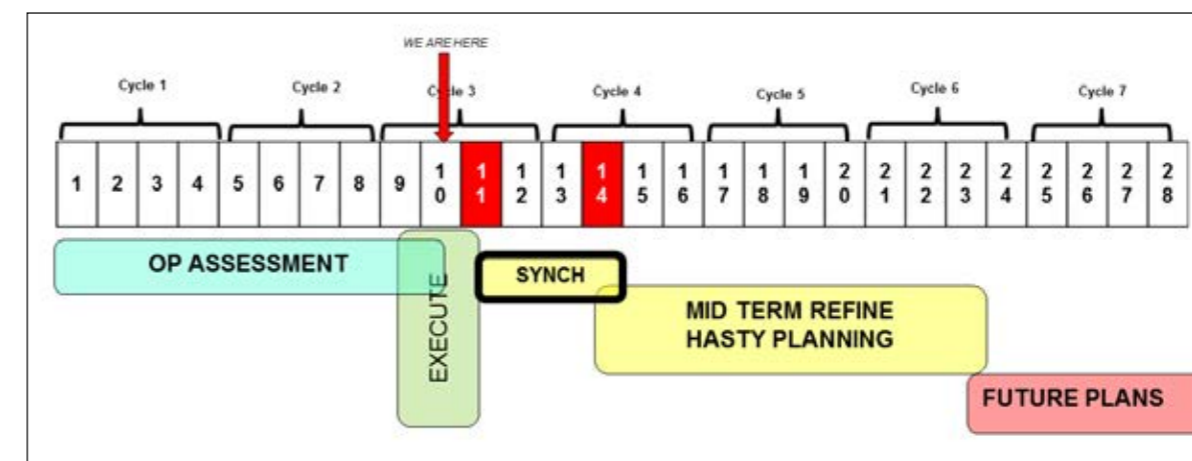 WE ARE HERE
Cycle 1 Cycle 2 Cycle 3 Cycle 4 Cycle 5 Cycle 6 Cycle 7
1 2 3 4 5 6 7 8 9 10 11 12 13 14 15 16 17 18 19 20 21 22 23 24 25 26 27 28
OP ASSESSMENT
EXECUTE
SYNCH
MID TERM REFINE
HASTY PLANNING
FUTURE PLANS